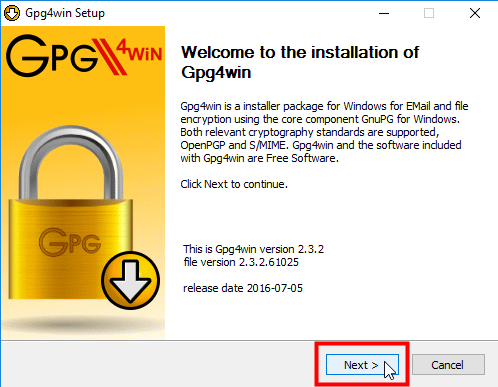 Gpg4win Setup
GPG4WiN
Welcome to the installation of
Gpg4win
Gpg4win is a installer package for Windows for EMail and file
encryption using the core component GnuPG for Windows.
Both relevant cryptography standards are supported,
OpenPGP and S/MIME. Gpg4win and the software included
with Gpg4win are Free Software.
Click Next to continue.
GPG
This is Gpg4win version 2.3.2
file version 2.3.2.61025
release date 2016-07-05
Next >
Cancel